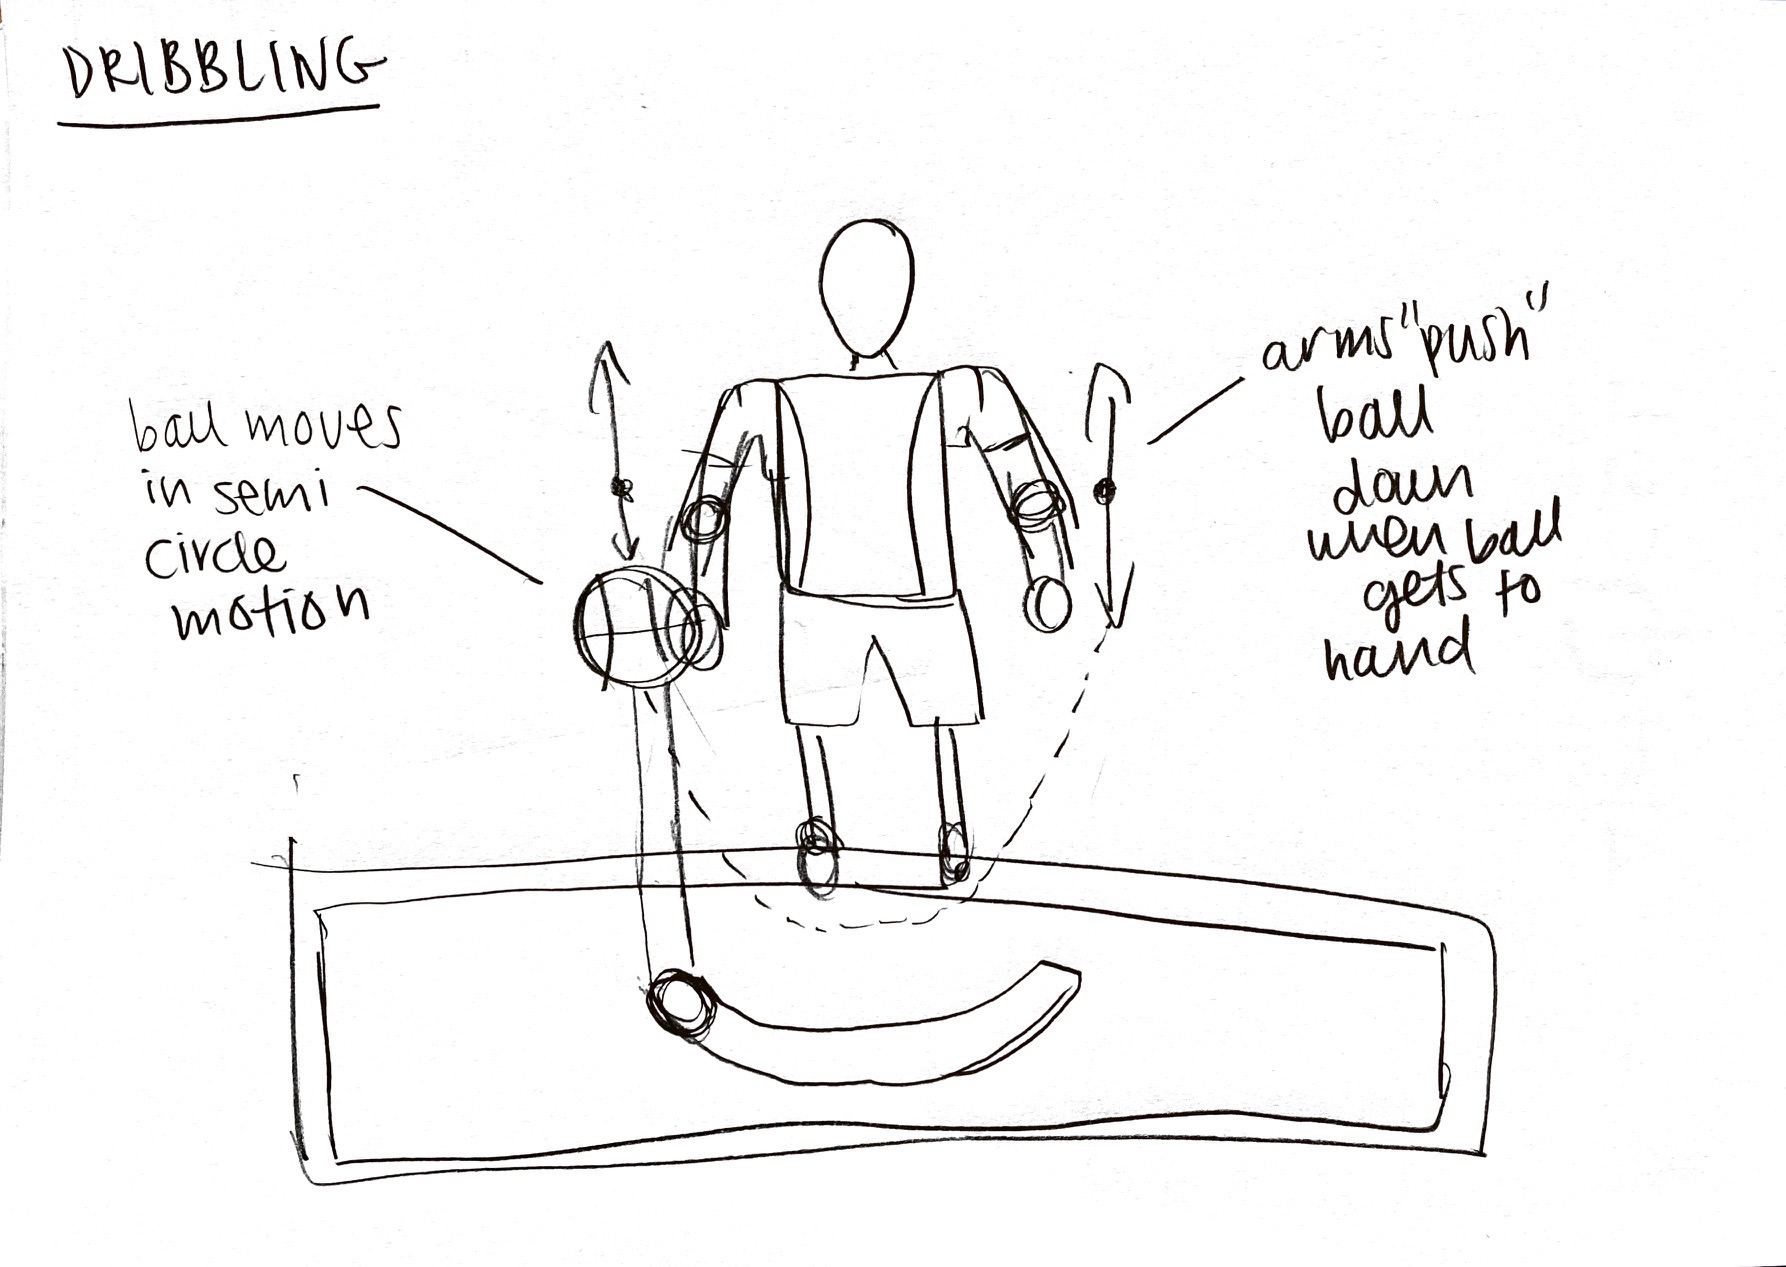 DRIBBLING
ball moves
in semi
circle
motion
arms "push"
ball
down
when ball
gets to
hand